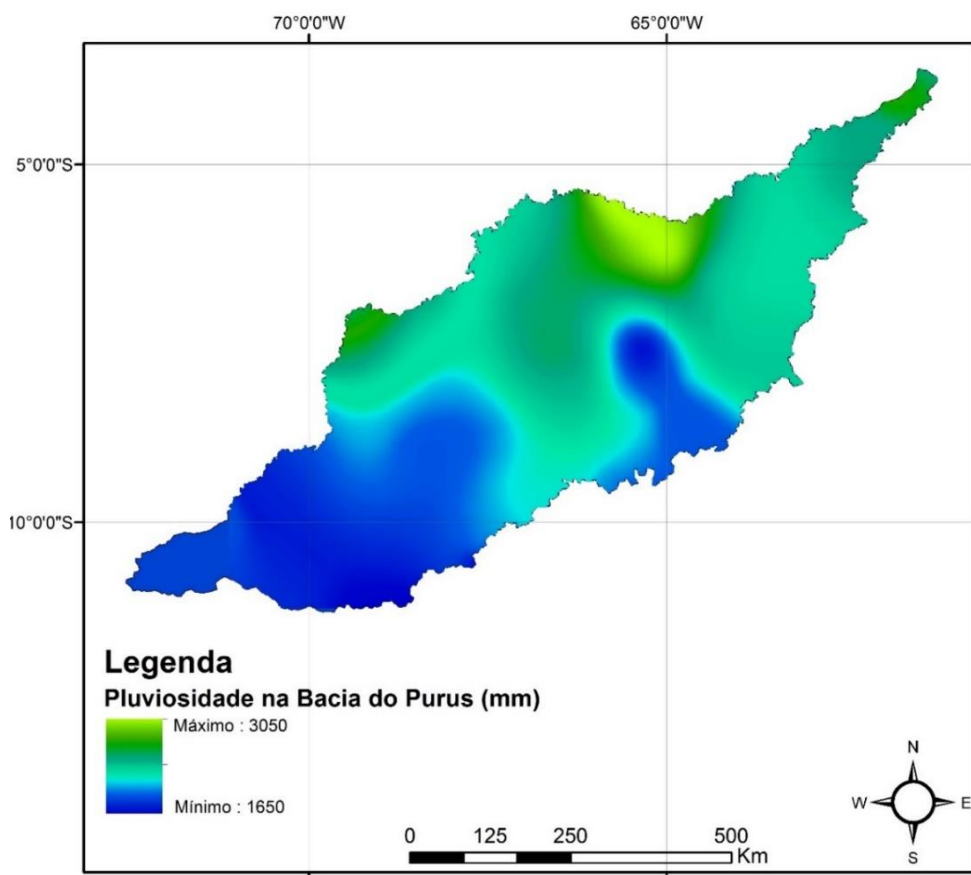 70°0'0"W 65°0'0"W
5°0'0"S
10°0'0"S
Legenda
Pluviosidade na Bacia do Purus (mm)
Máximo : 3050
Mínimo : 1650
N
W E
S
0 125 250 500
Km